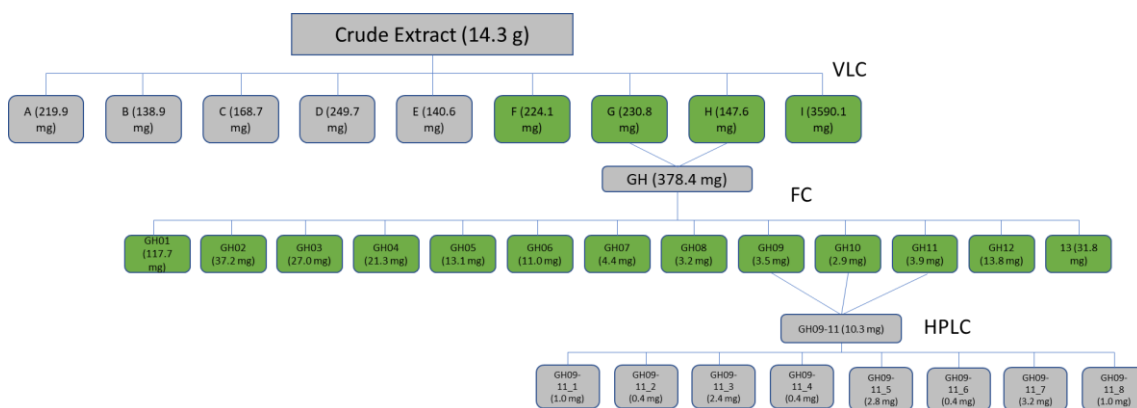 Crude Extract (14.3 g)
VLC
A (219.9
mg)
B (138.9
mg)
C (168.7
mg)
D (249.7
mg)
E (140.6
mg)
F (224.1
mg)
G (230.8
mg)
H (147.6
mg)
I (3590.1
mg)
GH (378.4 mg)
FC
GH01
(117.7
mg)
GH02
(37.2 mg)
GH03
(27.0 mg)
GH04
(21.3 mg)
GH05
(13.1 mg)
GH06
(11.0 mg)
GH07
(4.4 mg)
GH08
(3.2 mg)
GH09
(3.5 mg)
GH10
(2.9 mg)
GH11
(3.9 mg)
GH12
(13.8 mg)
13 (31.8
mg)
GH09-11 (10.3 mg)
HPLC
GH09-
11_1
(1.0 mg)
GH09-
11_2
(0.4 mg)
GH09-
11_3
(2.4 mg)
GH09-
11_4
(0.4 mg)
GH09-
11_5
(2.8 mg)
GH09-
11_6
(0.4 mg)
GH09-
11_7
(3.2 mg)
GH09-
11_8
(1.0 mg)